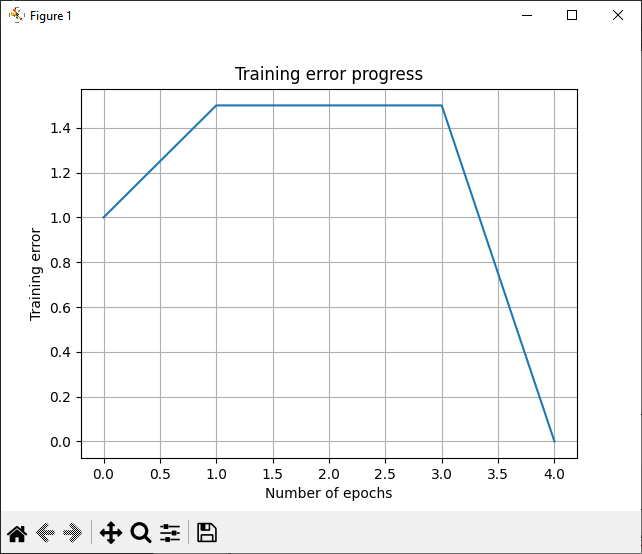 Figure 1
Training error progress
Training error
1.4
1.2
1.0
0.8
0.6
0.4
0.2
0.0
0.0 0.5 1.0 1.5 2.0 2.5 3.0 3.5 4.0
Number of epochs